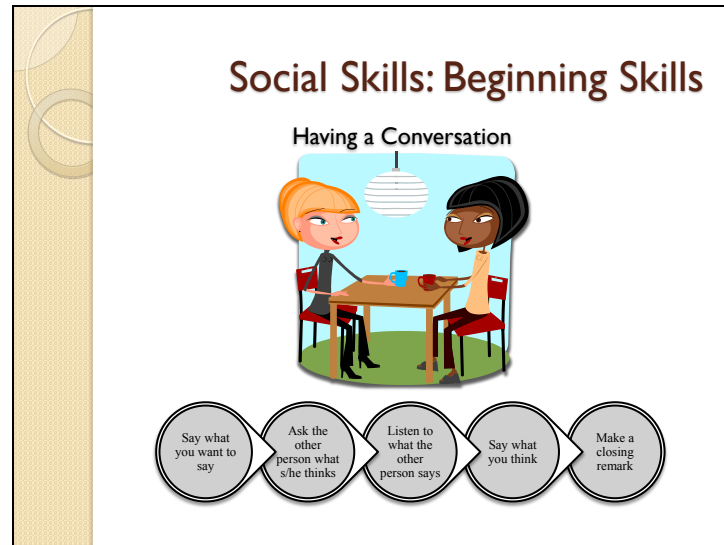 Social Skills: Beginning Skills
Having a Conversation
Say what
you want to
say
Ask the
other
person what
s/he thinks
Listen to
what the
other
person says
Say what
you think
Make a
closing
remark